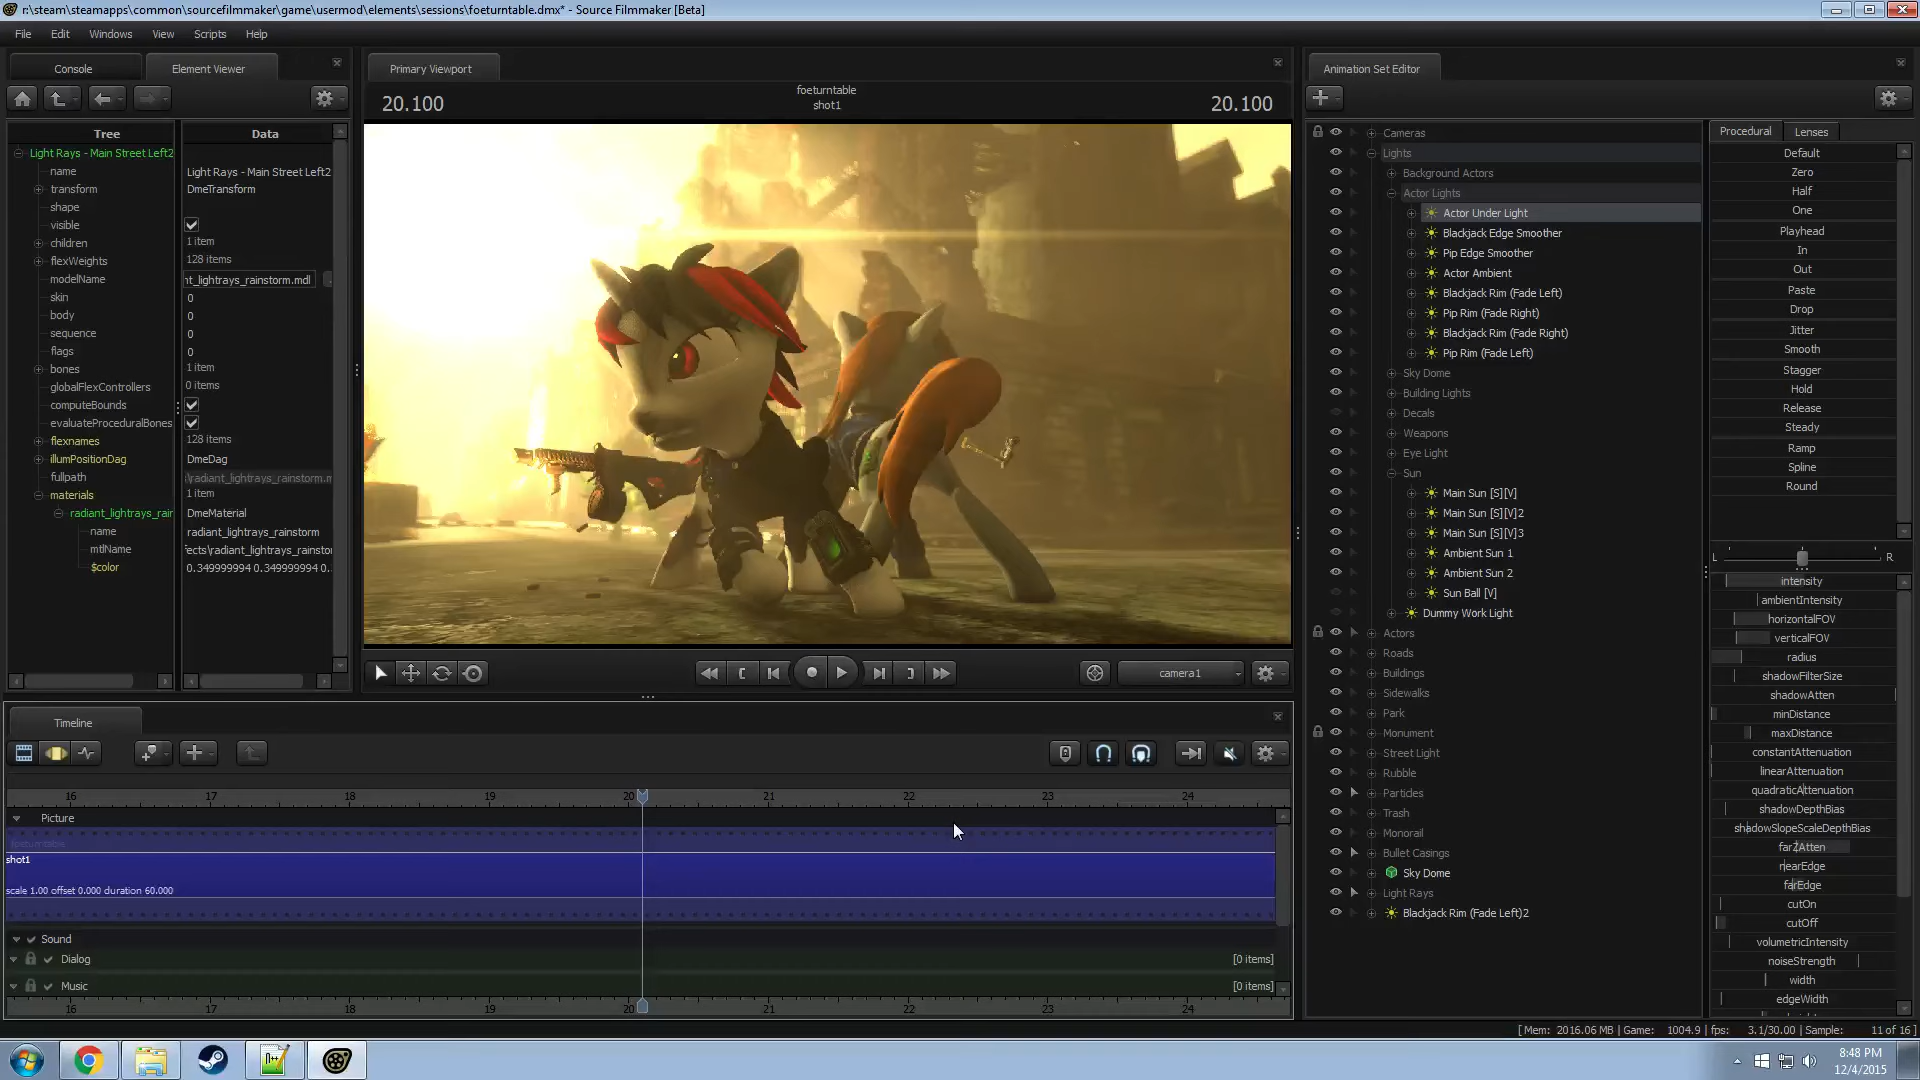 r:\steam\steamapps\common\sourcefilmmaker\game\usermod\elements\sessions\foeturntable.dmx* - Source Filmmaker [Beta]
File Edit Windows View Scripts Help
Console
Element Viewer
Tree
Data
Light Rays - Main Street Left2
name
Light Rays - Main Street Left2
transform
DmeTransform
shape
visible
children
1 item
flexWeights
128 items
modelName
nt_lightrays_rainstorm.mdl
skin
0
body
0
sequence
0
flags
0
bones
1 item
globalFlexControllers
0 items
computeBounds
evaluateProceduralBones
flexnames
128 items
illumPositionDag
DmeDag
fullpath
\radiant_lightrays_rainstorm.m
materials
1 item
radiant_lightrays_rair
DmeMaterial
name
radiant_lightrays_rainstorm
mtlName
fects\radiant_lightrays_rainstor
$color
0.349999994 0.349999994 0.
Primary Viewport
20.100
foeturntable
shot1
20.100
camera1
Timeline
16 17 18 19 20 21 22 23 24
Picture
foeturntable
shot1
scale 1.00 offset 0.000 duration 60.000
Sound
Dialog
[0 items]
Music
[0 items]
16 17 18 19 20 21 22 23 24
Animation Set Editor
Cameras
Lights
Background Actors
Actor Lights
Actor Under Light
Blackjack Edge Smoother
Pip Edge Smoother
Actor Ambient
Blackjack Rim (Fade Left)
Pip Rim (Fade Right)
Blackjack Rim (Fade Right)
Pip Rim (Fade Left)
Sky Dome
Building Lights
Decals
Weapons
Eye Light
Sun
Main Sun [S][V]
Main Sun [S][V]2
Main Sun [S][V]3
Ambient Sun 1
Ambient Sun 2
Sun Ball [V]
Dummy Work Light
Actors
Roads
Buildings
Sidewalks
Park
Monument
Street Light
Rubble
Particles
Trash
Monorail
Bullet Casings
Sky Dome
Light Rays
Blackjack Rim (Fade Left)2
Procedural
Lenses
Default
Zero
Half
One
Playhead
In
Out
Paste
Drop
Jitter
Smooth
Stagger
Hold
Release
Steady
Ramp
Spline
Round
L
R
intensity
ambientIntensity
horizontalFOV
verticalFOV
radius
shadowFilterSize
shadowAtten
minDistance
maxDistance
constantAttenuation
linearAttenuation
quadraticAttenuation
shadowDepthBias
shadowSlopeScaleDepthBias
farZAtten
nearEdge
farEdge
cutOn
cutOff
volumetricIntensity
noiseStrength
width
edgeWidth
[ Mem: 2016.06 MB | Game: 1004.9 | fps: 3.1/30.00 | Sample: 11 of 16 ]
8:48 PM
12/4/2015